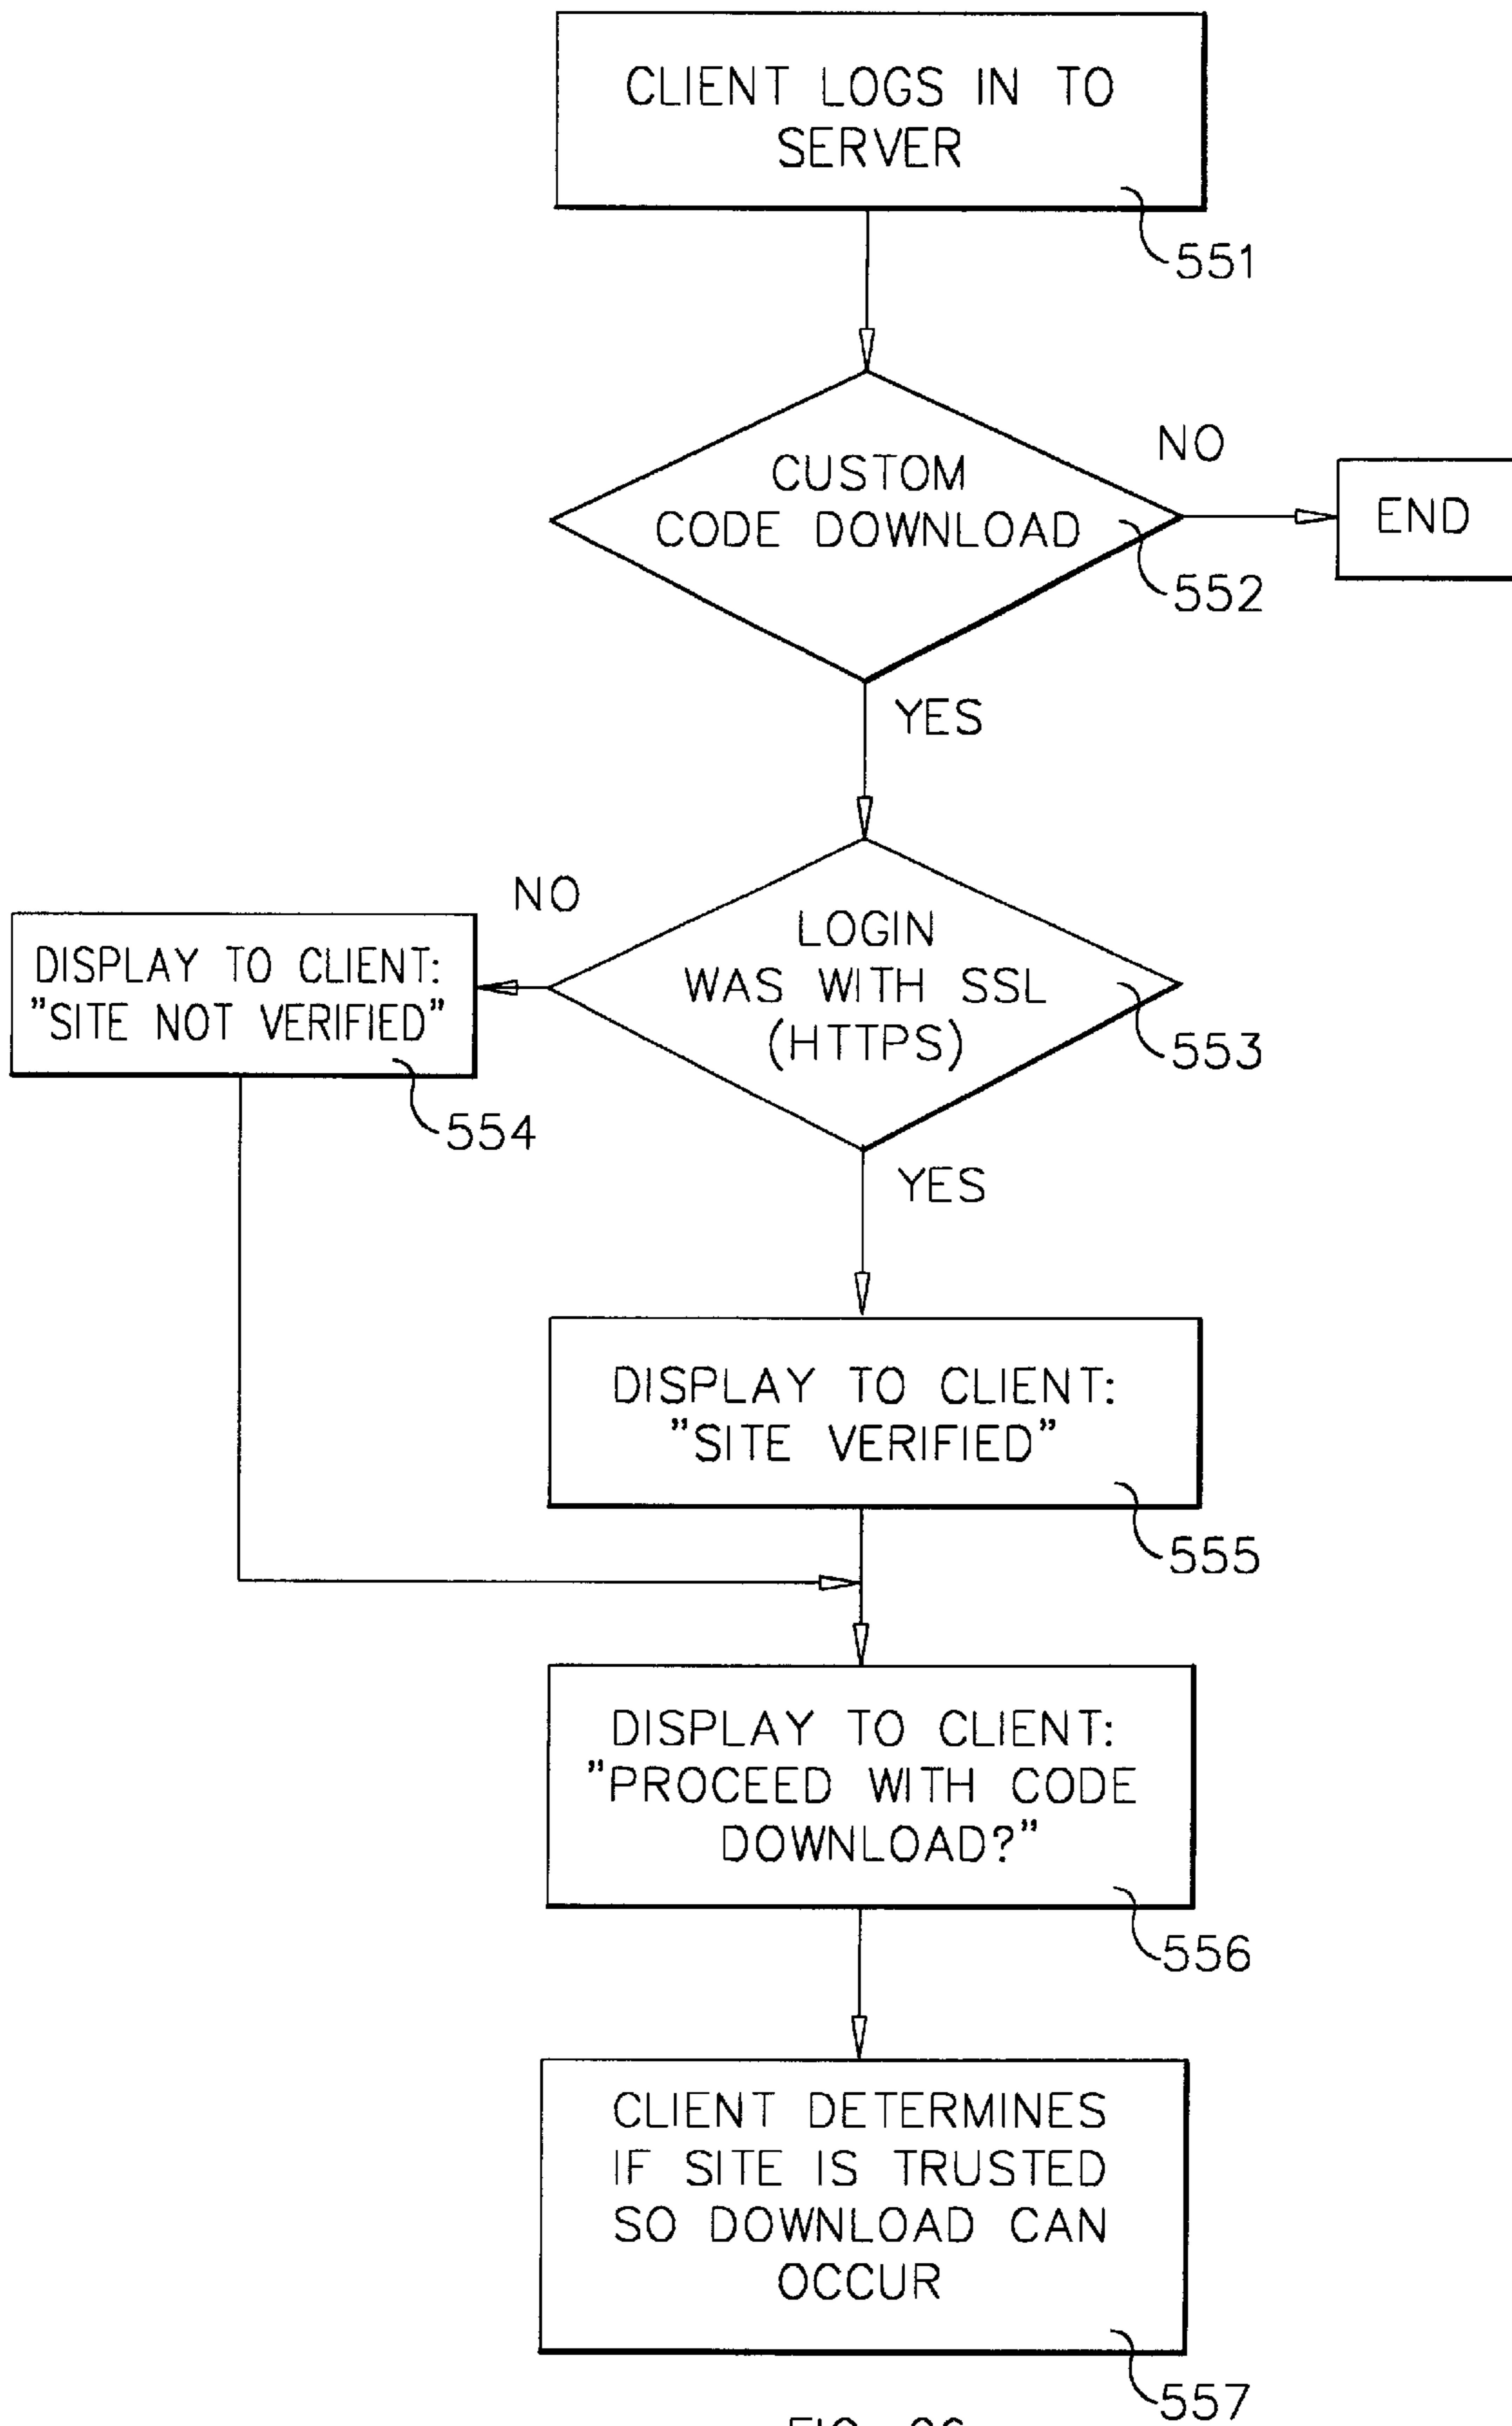 CLIENT LOGS IN TO
SERVER
551
CUSTOM
CODE DOWNLOAD
552
NO
END
YES
LOGIN
WAS WITH SSL
(HTTPS)
553
NO
DISPLAY TO CLIENT:
"SITE NOT VERIFIED"
554
YES
DISPLAY TO CLIENT:
"SITE VERIFIED"
555
DISPLAY TO CLIENT:
"PROCEED WITH CODE
DOWNLOAD?"
556
CLIENT DETERMINES
IF SITE IS TRUSTED
SO DOWNLOAD CAN
OCCUR
557